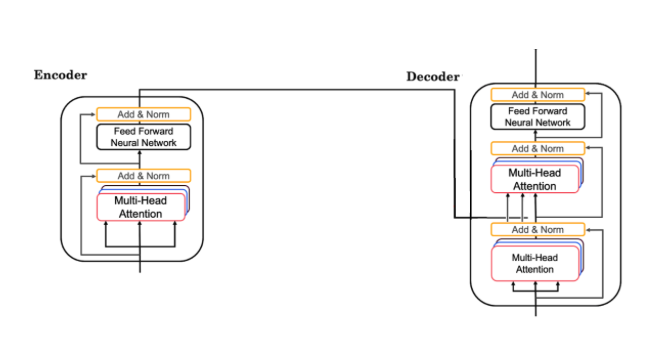 Encoder
Add & Norm
Feed Forward
Neural Network
Add & Norm
Multi-Head
Attention
Decoder
Add & Norm
Feed Forward
Neural Network
Add & Norm
Multi-Head
Attention
Add & Norm
Multi-Head
Attention